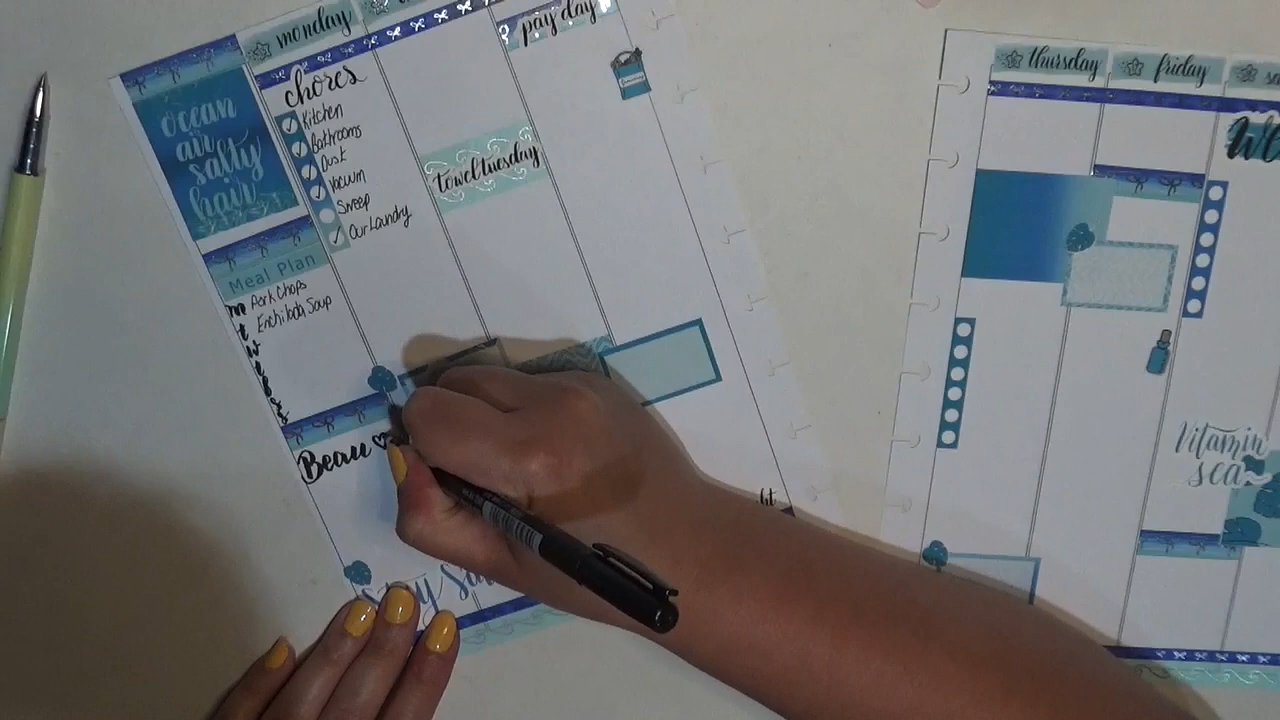 monday
pay day
ocean
air
salty
hair
chores
Kitchen
Bathrooms
Dust
Vacuum
Sweep
Our Laundry
towel tuesday
Meal Plan
m Pork Chops
t Enchilada Soup
w
Beau
thursday
friday
Vitamin
sea